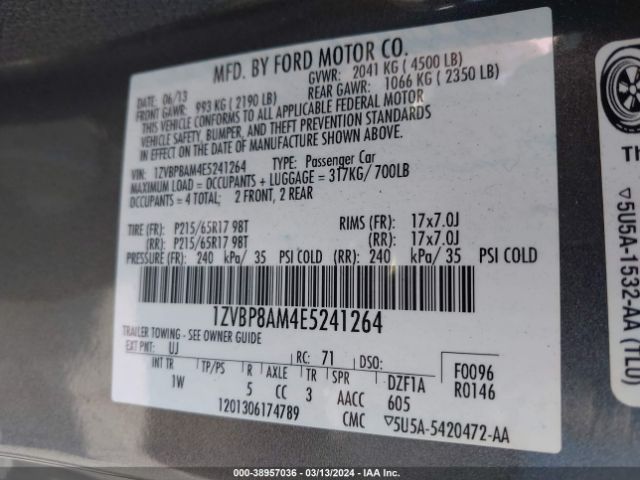 MFD. BY FORD MOTOR CO.
DATE: 06/13 GVWR: 2041 KG ( 4500 LB)
FRONT GAWR: 993 KG ( 2190 LB) REAR GAWR: 1066 KG ( 2350 LB)
THIS VEHICLE CONFORMS TO ALL APPLICABLE FEDERAL MOTOR
VEHICLE SAFETY, BUMPER, AND THEFT PREVENTION STANDARDS
IN EFFECT ON THE DATE OF MANUFACTURE SHOWN ABOVE.
VIN: 1ZVBP8AM4E5241264 TYPE: Passenger Car
MAXIMUM LOAD = OCCUPANTS + LUGGAGE = 317KG/ 700LB
OCCUPANTS = 4 TOTAL; 2 FRONT, 2 REAR
TIRE (FR): P215/65R17 98T RIMS (FR): 17x7.0J
(RR): P215/65R17 98T (RR): 17x7.0J
PRESSURE (FR): 240 kPa/ 35 PSI COLD (RR): 240 kPa/ 35 PSI COLD
1ZVBP8AM4E5241264
TRAILER TOWING - SEE OWNER GUIDE
EXT PNT: UJ RC: 71 DSO: F0096
INT TR TP/PS R AXLE TR SPR DZF1A R0146
1W 5 CC 3 AACC 605
1201306174789 CMC ▽5U5A-5420472-AA
Th
▽5U5A-1532-AA (TLU)
000-38957036 | 03/13/2024 | IAA Inc.